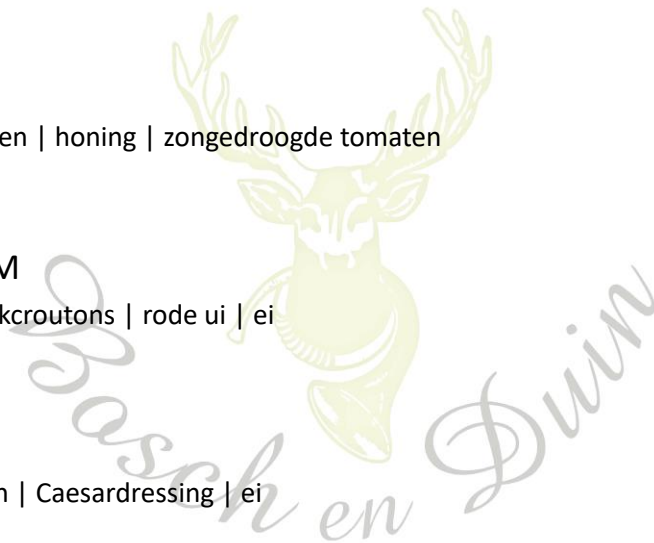 en | honing | zongedroogde tomaten
M
kcroutons | rode ui | ei
n | Caesardressing | ei
Bosch en Duin